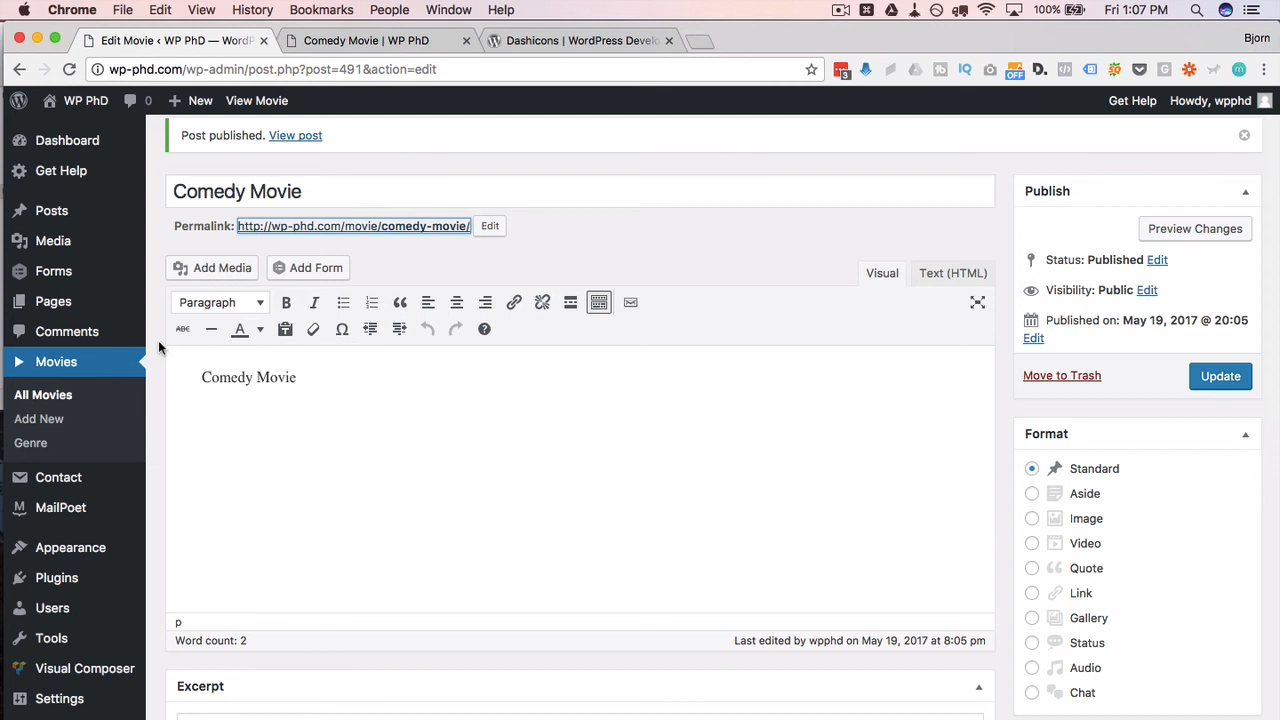 Chrome File Edit View History Bookmarks People Window Help 100% Fri 1:07 PM
Edit Movie ‹ WP PhD — WordP Comedy Movie | WP PhD Dashicons | WordPress Develo Bjorn
wp-phd.com/wp-admin/post.php?post=491&action=edit 3 OFF
WP PhD 0 New View Movie Get Help Howdy, wpphd
Dashboard
Get Help
Posts
Media
Forms
Pages
Comments
Movies
All Movies
Add New
Genre
Contact
MailPoet
Appearance
Plugins
Users
Tools
Visual Composer
Settings
Post published. View post
Comedy Movie
Permalink: http://wp-phd.com/movie/comedy-movie/ Edit
Add Media Add Form Visual Text (HTML)
Paragraph B I
ABC A
Comedy Movie
p
Word count: 2 Last edited by wpphd on May 19, 2017 at 8:05 pm
Excerpt
Publish
Preview Changes
Status: Published Edit
Visibility: Public Edit
Published on: May 19, 2017 @ 20:05
Edit
Move to Trash Update
Format
Standard
Aside
Image
Video
Quote
Link
Gallery
Status
Audio
Chat